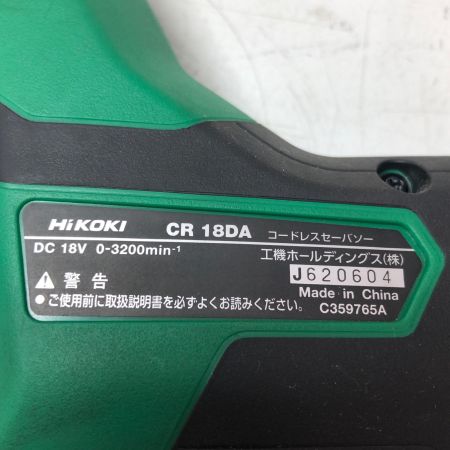 HiKOKI CR 18DA コードレスセーバソー
DC 18V 0-3200min-1 工機ホールディングス(株)
J620604
⚠ 警告 Made in China
● ご使用前に取扱説明書を必ずよくお読みください。 C359765A